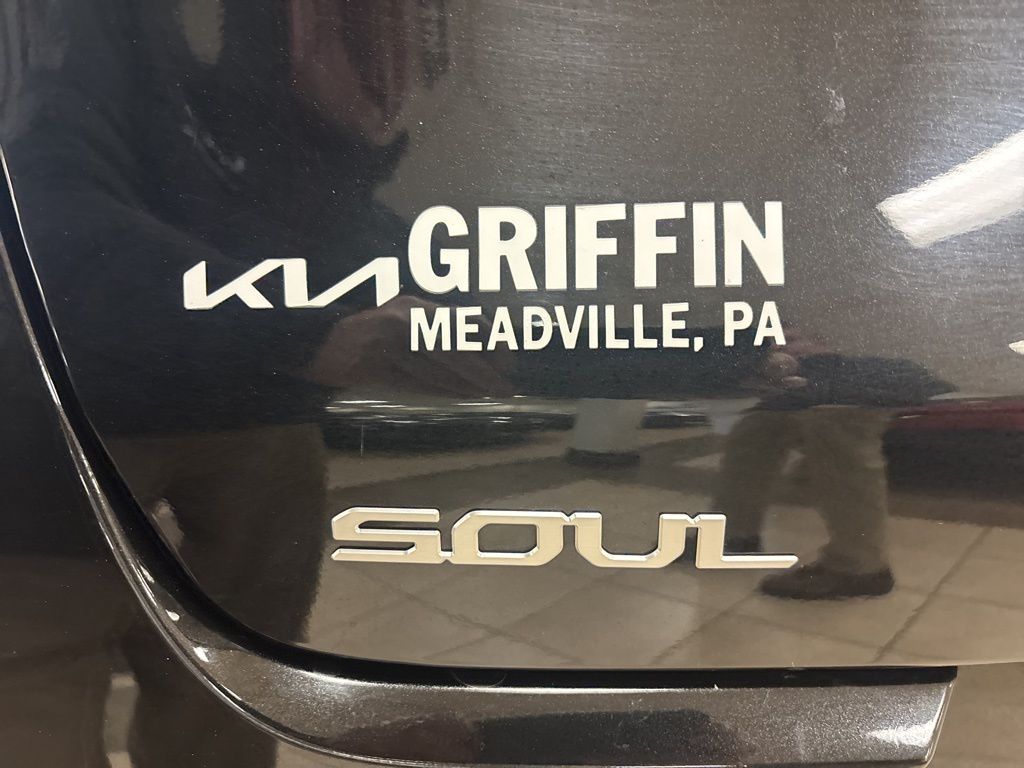 KIA GRIFFIN
MEADVILLE, PA
SOUL